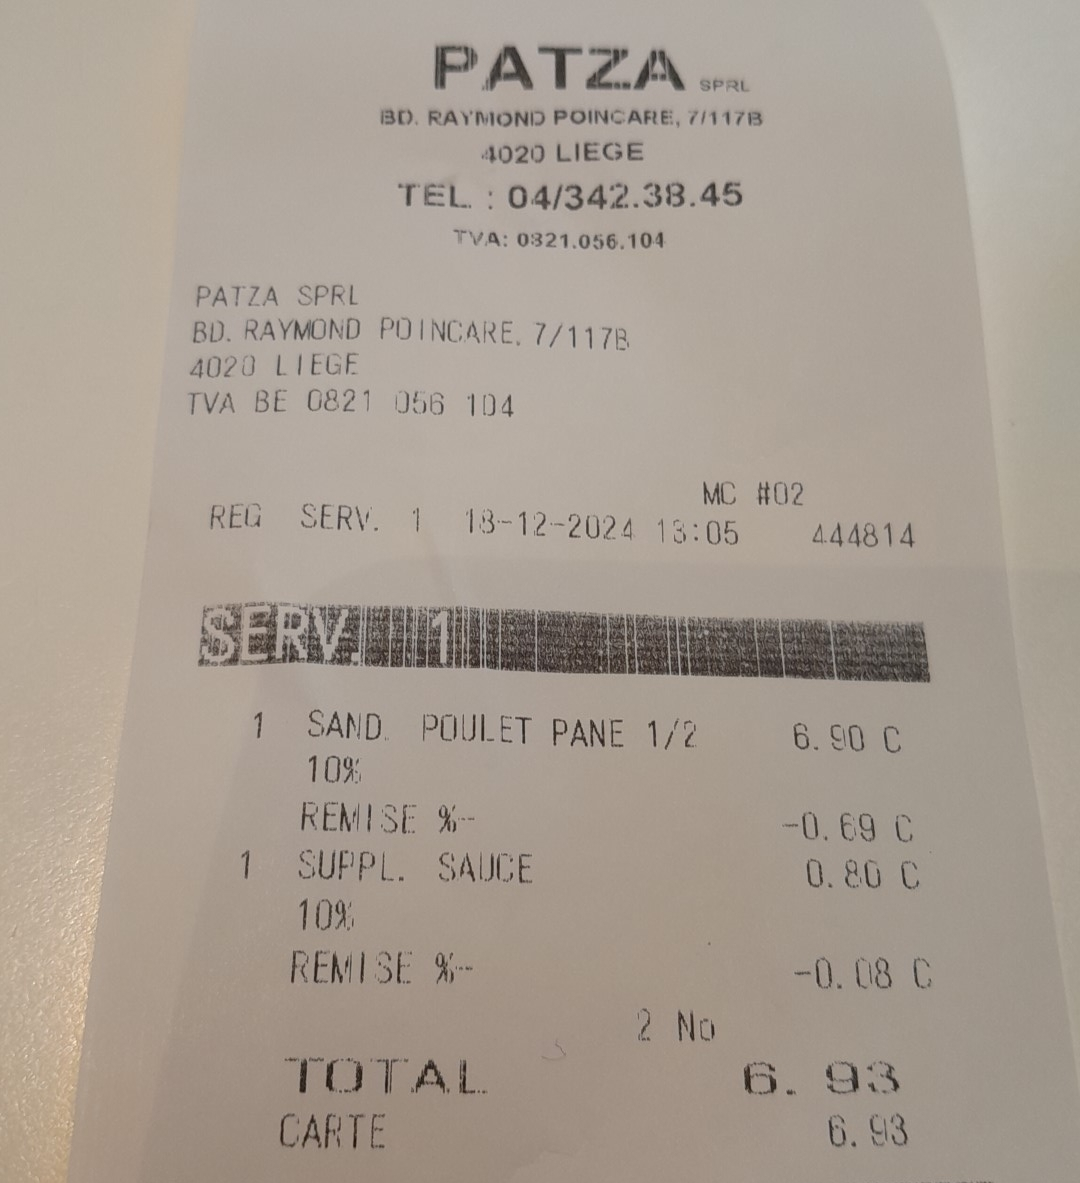 PATZA SPRL
BD. RAYMOND POINCARE, 7/117B
4020 LIEGE
TEL. : 04/342.38.45
TVA: 0821.056.104
PATZA SPRL
BD. RAYMOND POINCARE, 7/117B
4020 LIEGE
TVA BE 0821 056 104
MC #02
REG SERV. 1 18-12-2024 13:05 444814
SERV. 1
1 SAND. POULET PANE 1/2 6.90 C
10%
REMISE %- -0.69 C
1 SUPPL. SAUCE 0.80 C
10%
REMISE %- -0.08 C
2 No
TOTAL 6.93
CARTE 6.93